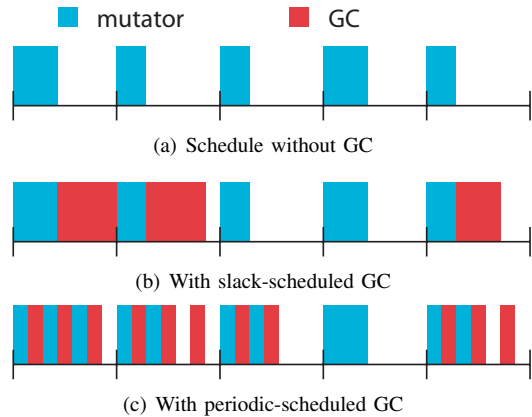 mutator GC
(a) Schedule without GC
(b) With slack-scheduled GC
(c) With periodic-scheduled GC